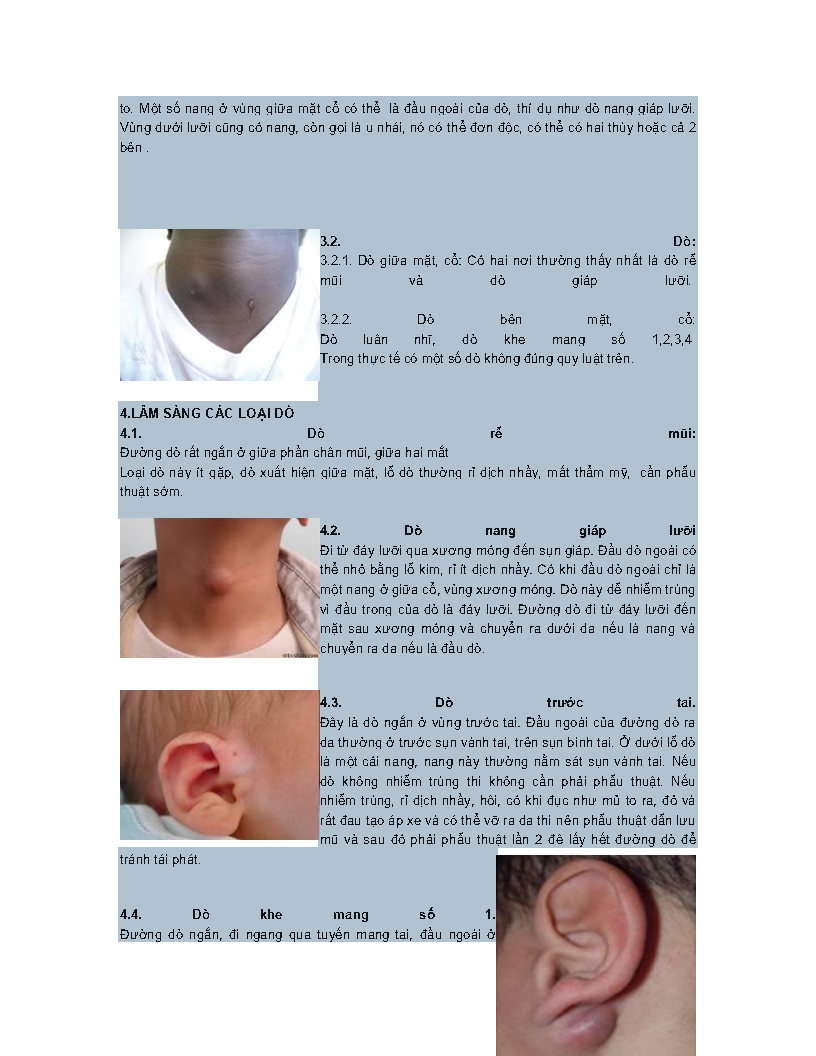 to. Một số nang ở vùng giữa mặt cổ có thể là đầu ngoài của dò, thí dụ như dò nang giáp lưỡi.
Vùng dưới lưỡi cũng có nang, còn gọi là u nhái, nó có thể đơn độc, có thể có hai thùy hoặc cả 2
bên .
3.2. Dò:
3.2.1. Dò giữa mặt, cổ: Có hai nơi thường thấy nhất là dò rễ
mũi và dò giáp lưỡi.
3.2.2. Dò bên mặt, cổ:
Dò luân nhĩ, dò khe mang số 1,2,3,4
Trong thực tế có một số dò không đúng quy luật trên.
4.LÂM SÀNG CÁC LOẠI DÒ
4.1. Dò rễ mũi:
Đường dò rất ngắn ở giữa phần chân mũi, giữa hai mắt
Loại dò này ít gặp, dò xuất hiện giữa mặt, lỗ dò thường rỉ dịch nhầy, mất thẩm mỹ, cần phẫu
thuật sớm.
4.2. Dò nang giáp lưỡi
Đi từ đáy lưỡi qua xương móng đến sụn giáp. Đầu dò ngoài có
thể nhỏ bằng lỗ kim, rỉ ít dịch nhầy. Có khi đầu dò ngoài chỉ là
một nang ở giữa cổ, vùng xương móng. Dò này dễ nhiễm trùng
vì đầu trong của dò là đáy lưỡi. Đường dò đi từ đáy lưỡi đến
mặt sau xương móng và chuyển ra dưới da nếu là nang và
chuyển ra da nếu là đầu dò.
4.3. Dò trước tai.
Đây là dò ngắn ở vùng trước tai. Đầu ngoài của đường dò ra
da thường ở trước sụn vành tai, trên sụn bình tai. Ở dưới lỗ dò
là một cái nang, nang này thường nằm sát sụn vành tai. Nếu
dò không nhiễm trùng thì không cần phải phẫu thuật. Nếu
nhiễm trùng, rỉ dịch nhầy, hôi, có khi đục như mủ to ra, đỏ và
rất đau tạo áp xe và có thể vỡ ra da thì nên phẫu thuật dẫn lưu
mũ và sau đó phải phẫu thuật lần 2 đê lấy hết đường dò để
tránh tái phát.
4.4. Dò khe mang số 1.
Đường dò ngắn, đi ngang qua tuyến mang tai, đầu ngoài ở